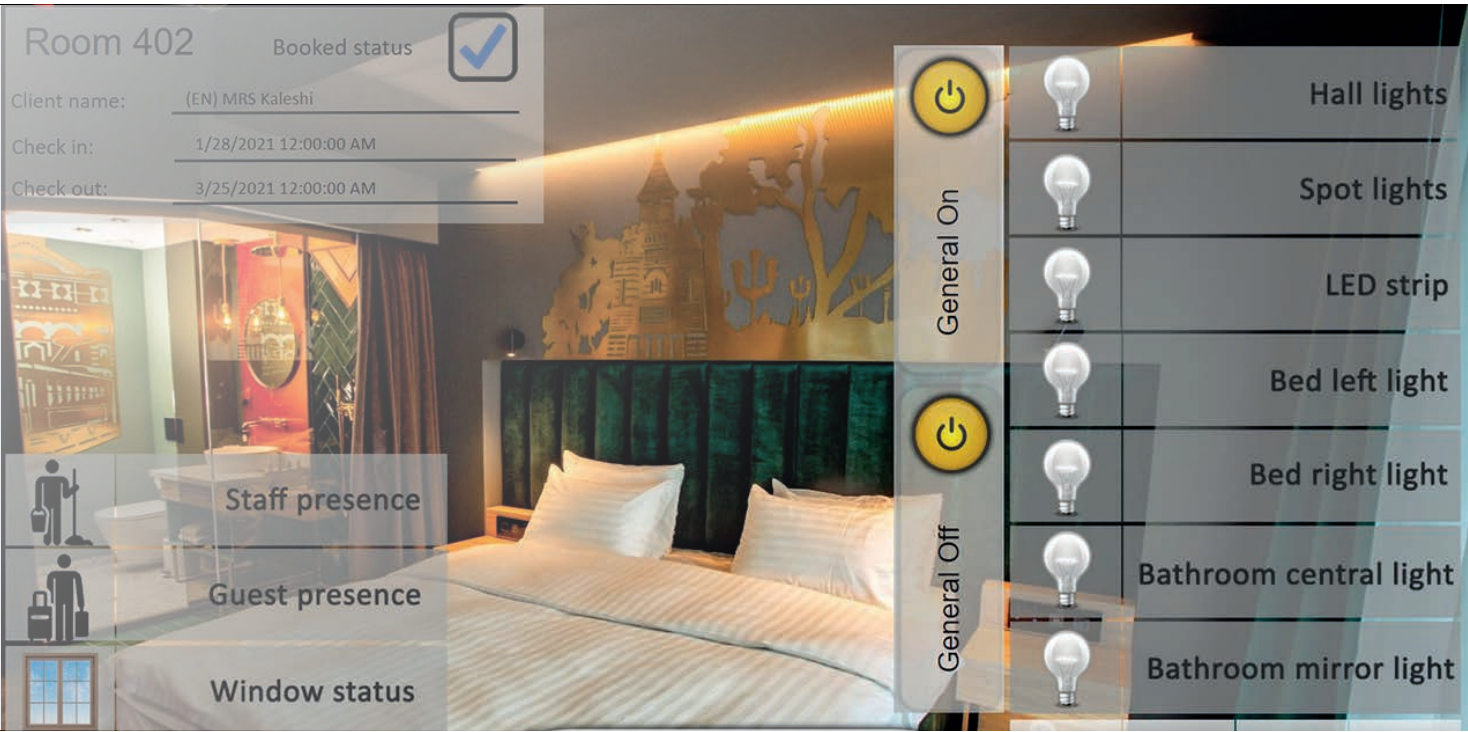 Room 402
Booked status
Client name: (EN) MRS Kaleshi
Check in: 1/28/2021 12:00:00 AM
Check out: 3/25/2021 12:00:00 AM
Staff presence
Guest presence
Window status
General On
General Off
Hall lights
Spot lights
LED strip
Bed left light
Bed right light
Bathroom central light
Bathroom mirror light